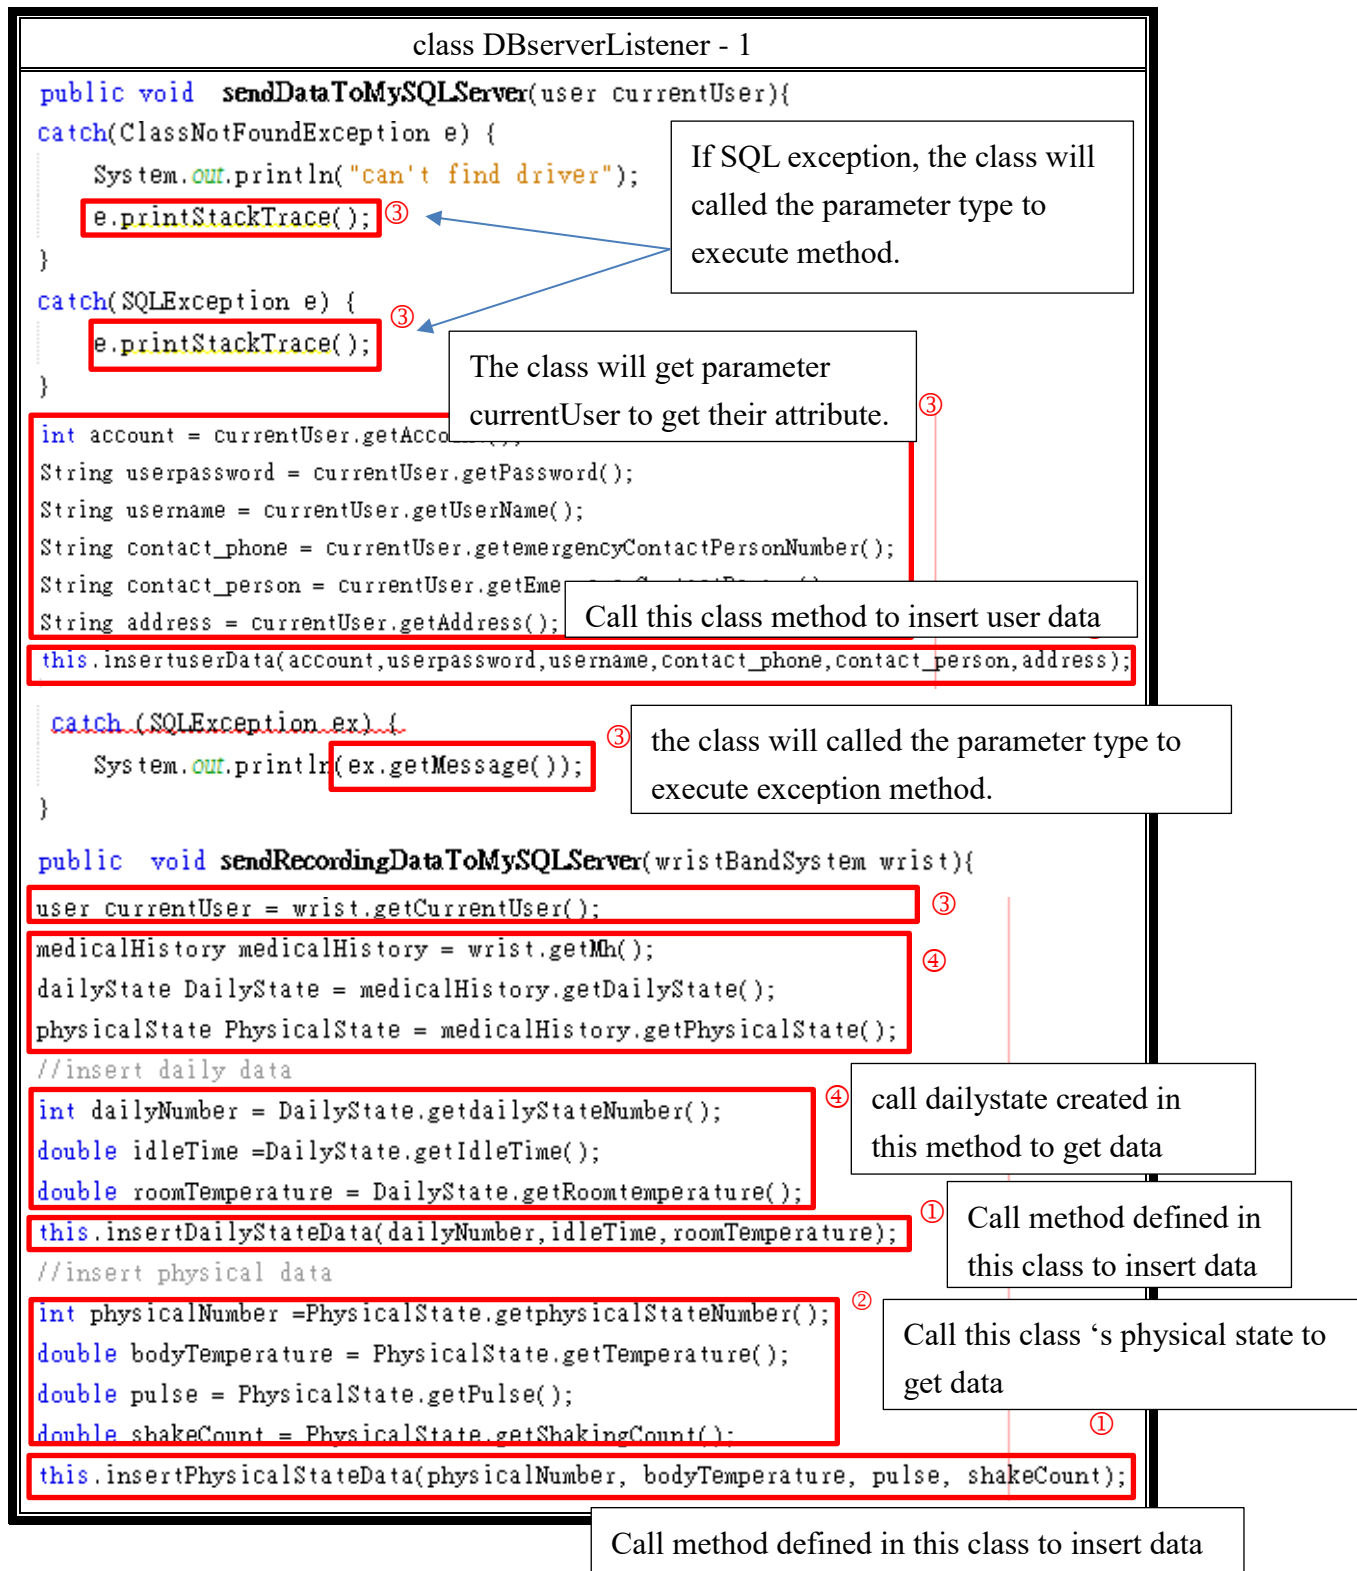 class DBserverListener - 1
public void sendDataToMySQLServer(user currentUser){
catch(ClassNotFoundException e) {
System.out.println("can't find driver");
e.printStackTrace();
③
If SQL exception, the class will
called the parameter type to
execute method.
}
catch(SQLException e) {
③
e.printStackTrace();
}
The class will get parameter
currentUser to get their attribute.
③
int account = currentUser.getAcco
String userpassword = currentUser.getPassword();
String username = currentUser.getUserName();
String contact_phone = currentUser.getemergencyContactPersonNumber();
String contact_person = currentUser.getEme
String address = currentUser.getAddress();
Call this class method to insert user data
this.insertuserData(account,userpassword,username,contact_phone,contact_person,address);
catch (SQLException ex) {
System.out.println(ex.getMessage());
③
the class will called the parameter type to
execute exception method.
}
public void sendRecordingDataToMySQLServer(wristBandSystem wrist){
user currentUser = wrist.getCurrentUser();
③
medicalHistory medicalHistory = wrist.getMh();
④
dailyState DailyState = medicalHistory.getDailyState();
physicalState PhysicalState = medicalHistory.getPhysicalState();
//insert daily data
int dailyNumber = DailyState.getdailyStateNumber();
④
double idleTime =DailyState.getIdleTime();
double roomTemperature = DailyState.getRoomtemperature();
call dailystate created in
this method to get data
this.insertDailyStateData(dailyNumber,idleTime,roomTemperature);
①
Call method defined in
this class to insert data
//insert physical data
int physicalNumber =PhysicalState.getphysicalStateNumber();
②
double bodyTemperature = PhysicalState.getTemperature();
double pulse = PhysicalState.getPulse();
double shakeCount = PhysicalState.getShakingCount();
Call this class ‘s physical state to
get data
①
this.insertPhysicalStateData(physicalNumber, bodyTemperature, pulse, shakeCount);
Call method defined in this class to insert data